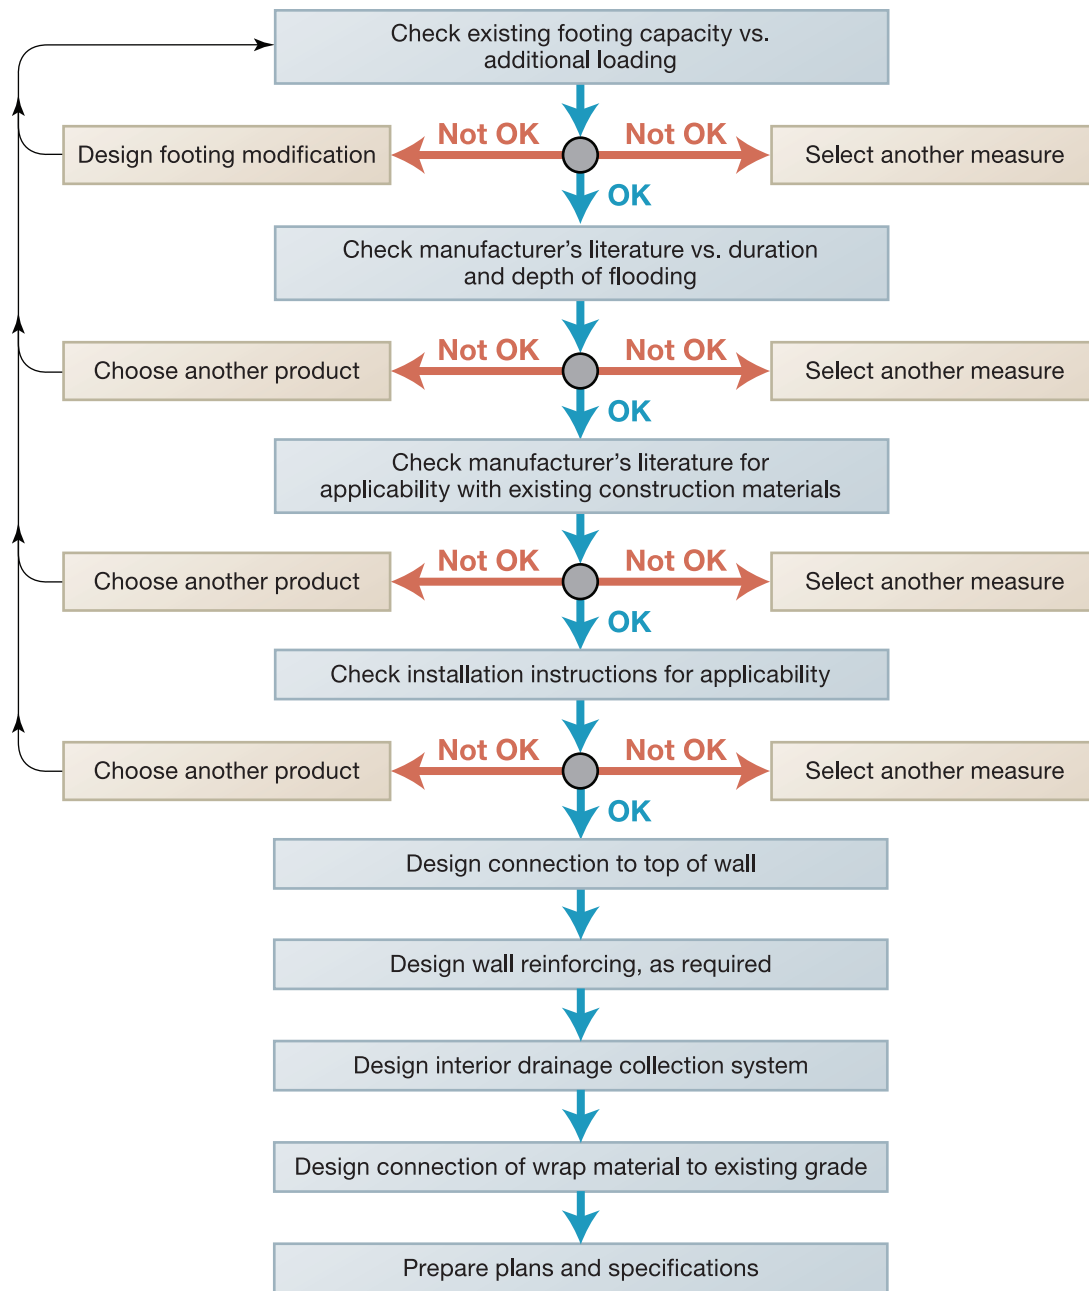 Check existing footing capacity vs.
additional loading
Not OK
Not OK
Design footing modification
Select another measure
OK
Check manufacturer’s literature vs. duration
and depth of flooding
Not OK
Not OK
Choose another product
Select another measure
OK
Check manufacturer’s literature for
applicability with existing construction materials
Not OK
Not OK
Choose another product
Select another measure
OK
Check installation instructions for applicability
Not OK
Not OK
Choose another product
Select another measure
OK
Design connection to top of wall
Design wall reinforcing, as required
Design interior drainage collection system
Design connection of wrap material to existing grade
Prepare plans and specifications